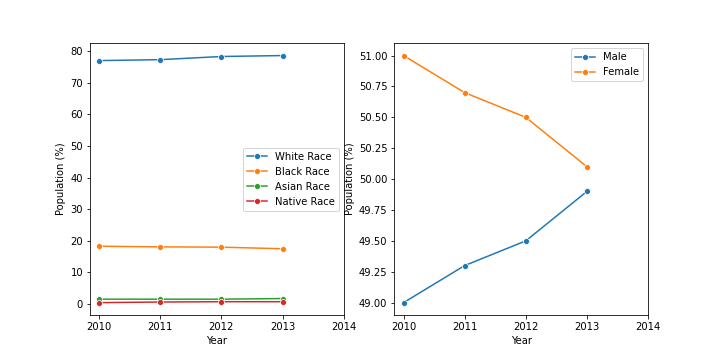 80
70
60
50
40
30
20
10
0
Population (%)
2010 2011 2012 2013 2014
Year
White Race
Black Race
Asian Race
Native Race
51.00
50.75
50.50
50.25
50.00
49.75
49.50
49.25
49.00
Population (%)
2010 2011 2012 2013 2014
Year
Male
Female